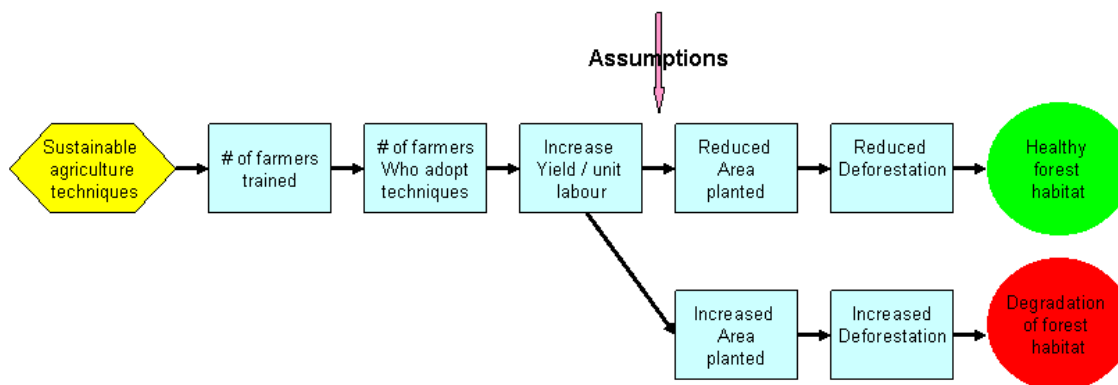 Assumptions
Sustainable
agriculture
techniques
# of farmers
trained
# of farmers
Who adopt
techniques
Increase
Yield / unit
labour
Reduced
Area
planted
Reduced
Deforestation
Healthy
forest
habitat
Increased
Area
planted
Increased
Deforestation
Degradation
of forest
habitat